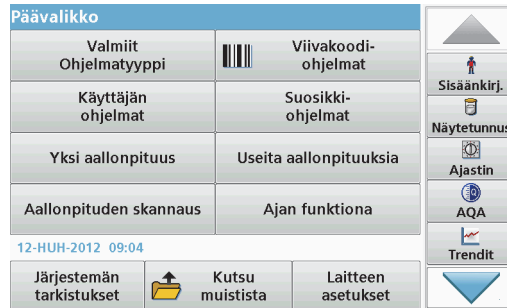 Päävalikko
Valmiit
Ohjelmatyyppi
Viivakoodi-
ohjelmat
Käyttäjän
ohjelmat
Suosikki-
ohjelmat
Yksi aallonpituus
Useita aallonpituuksia
Aallonpituden skannaus
Ajan funktiona
12-HUH-2012 09:04
Järjestemän
tarkistukset
Kutsu
muistista
Laitteen
asetukset
Sisäänkirj.
Näytetunnus
Ajastin
AQA
Trendit